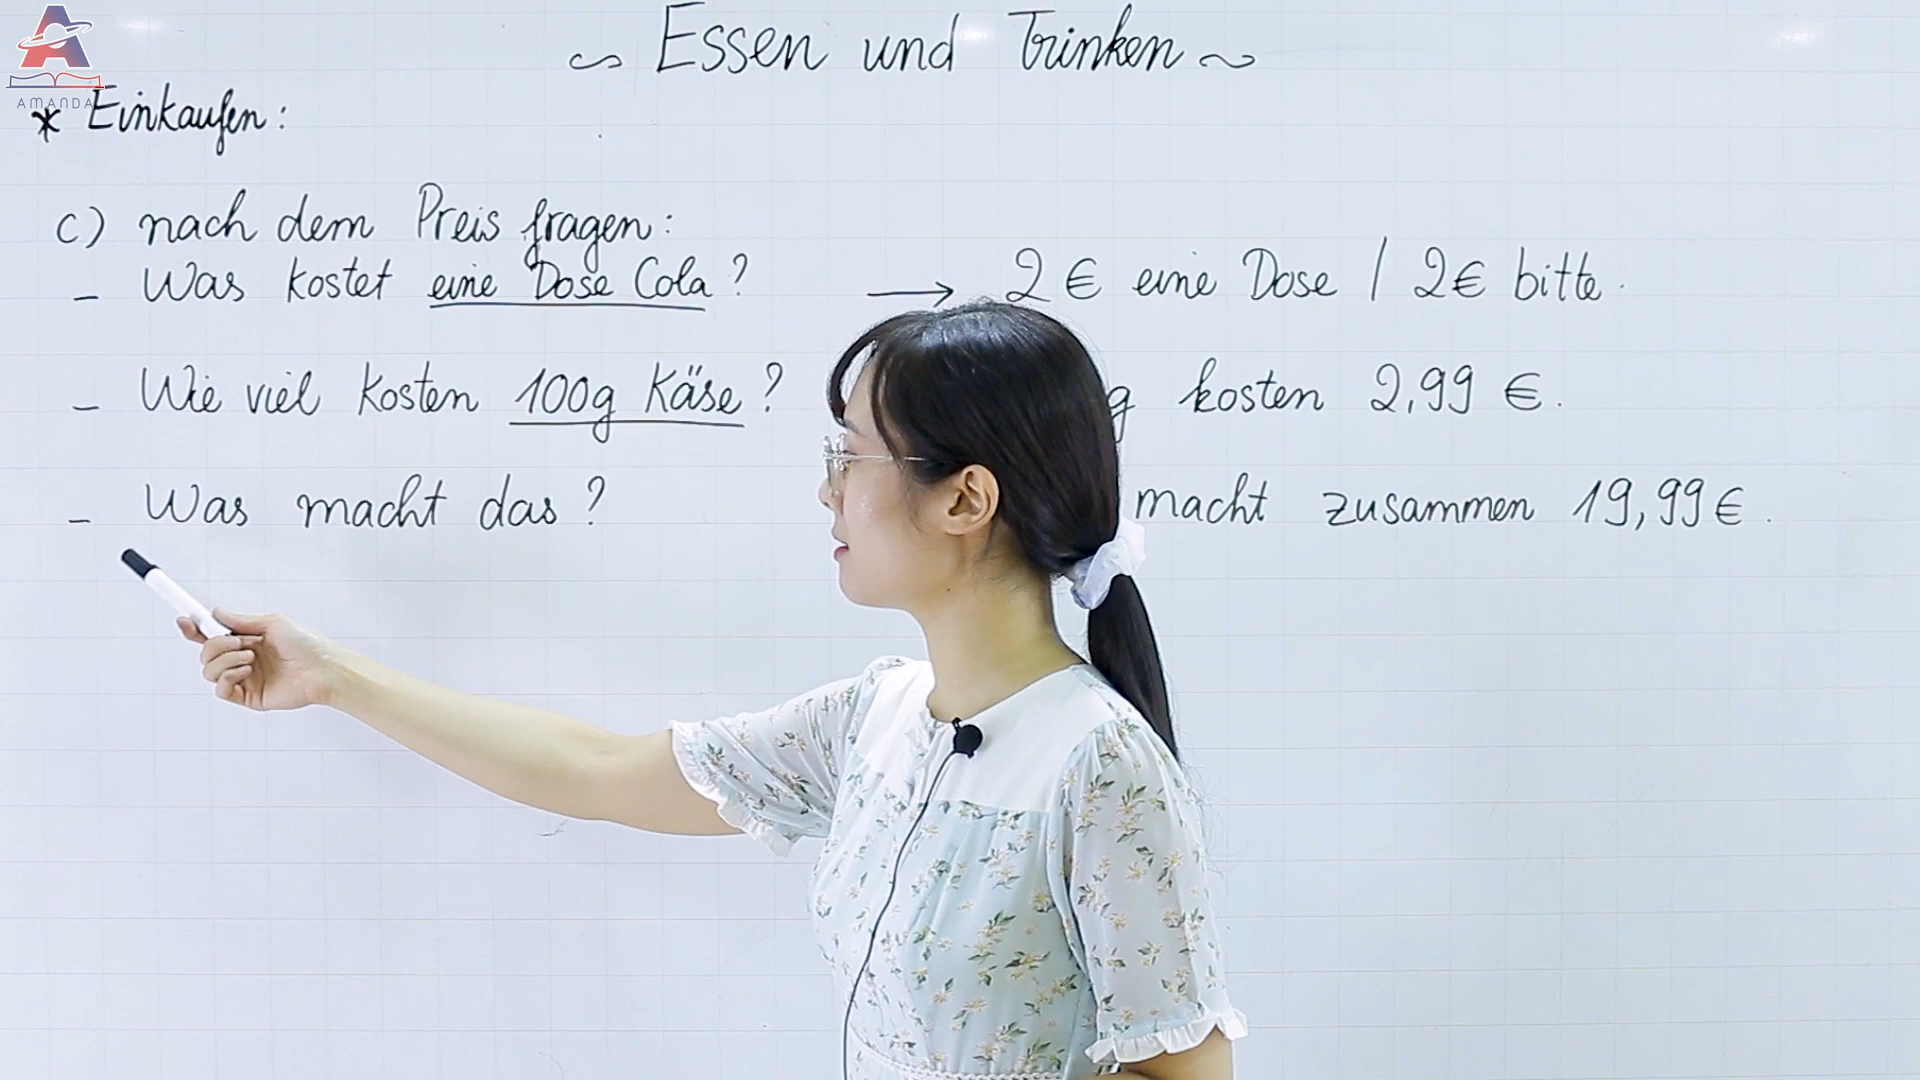 AMANDA
~ Essen und Trinken ~
* Einkaufen:
c) nach dem Preis fragen:
- Was kostet eine Dose Cola? → 2 € eine Dose / 2€ bitte.
- Wie viel kosten 100g Käse? g kosten 2,99 €.
- Was macht das? macht zusammen 19,99€.